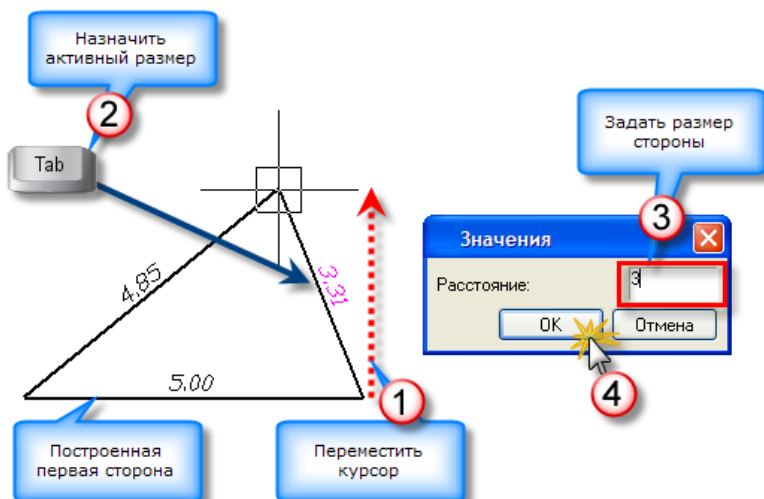 Назначить
активный размер
2
Tab
Задать размер
стороны
3
Значения
Расстояние:
3
OK
Отмена
4
4.85
3.31
5.00
1
Построенная
первая сторона
Переместить
курсор